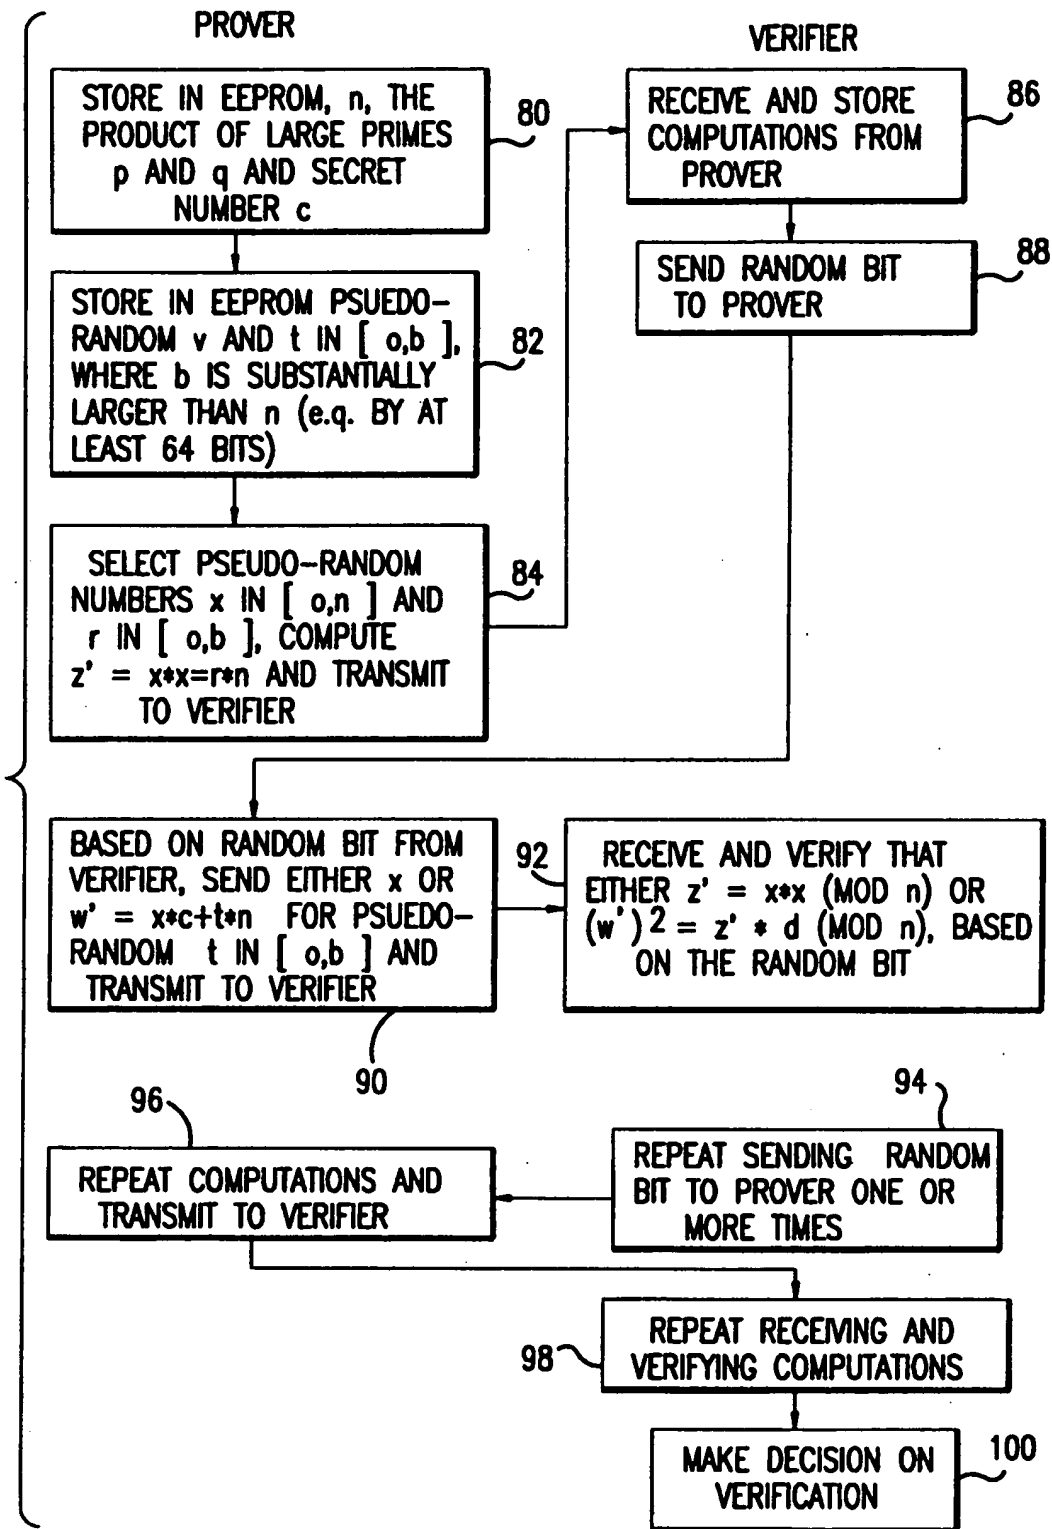 PROVER
STORE IN EEPROM, n, THE
PRODUCT OF LARGE PRIMES
p AND q AND SECRET
NUMBER c
80
STORE IN EEPROM PSUEDO-
RANDOM v AND t IN [ o,b ],
WHERE b IS SUBSTANTIALLY
LARGER THAN n (e.q. BY AT
LEAST 64 BITS)
82
SELECT PSEUDO-RANDOM
NUMBERS x IN [ o,n ] AND
r IN [ o,b ], COMPUTE
z' = x*x=r*n AND TRANSMIT
TO VERIFIER
84
VERIFIER
RECEIVE AND STORE
COMPUTATIONS FROM
PROVER
86
SEND RANDOM BIT
TO PROVER
88
BASED ON RANDOM BIT FROM
VERIFIER, SEND EITHER x OR
w' = x*c+t*n FOR PSUEDO-
RANDOM t IN [ o,b ] AND
TRANSMIT TO VERIFIER
90
92
RECEIVE AND VERIFY THAT
EITHER z' = x*x (MOD n) OR
(w')2 = z' * d (MOD n), BASED
ON THE RANDOM BIT
94
REPEAT SENDING RANDOM
BIT TO PROVER ONE OR
MORE TIMES
96
REPEAT COMPUTATIONS AND
TRANSMIT TO VERIFIER
98
REPEAT RECEIVING AND
VERIFYING COMPUTATIONS
MAKE DECISION ON
VERIFICATION
100